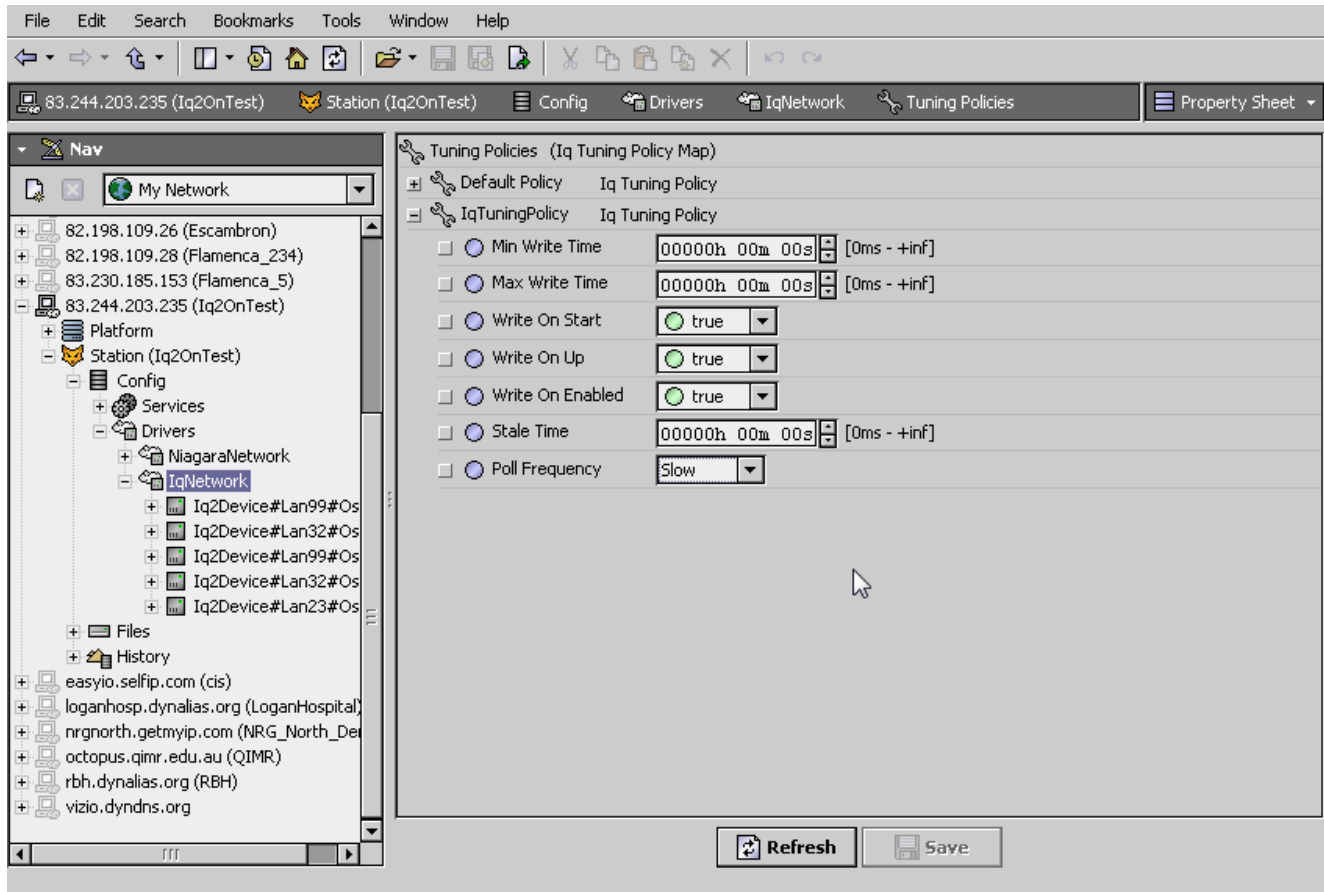 File Edit Search Bookmarks Tools Window Help
83.244.203.235 (Iq2OnTest) Station (Iq2OnTest) Config Drivers IqNetwork Tuning Policies Property Sheet
Nav
My Network
82.198.109.26 (Escambron)
82.198.109.28 (Flamenca_234)
83.230.185.153 (Flamenca_5)
83.244.203.235 (Iq2OnTest)
Platform
Station (Iq2OnTest)
Config
Services
Drivers
NiagaraNetwork
IqNetwork
Iq2Device#Lan99#Os
Iq2Device#Lan32#Os
Iq2Device#Lan99#Os
Iq2Device#Lan32#Os
Iq2Device#Lan23#Os
Files
History
easyio.selfip.com (cis)
loganhosp.dynalias.org (LoganHospital)
nrgnorth.getmyip.com (NRG_North_De
octopus.qimr.edu.au (QIMR)
rbh.dynalias.org (RBH)
vizio.dyndns.org
Tuning Policies (Iq Tuning Policy Map)
Default Policy Iq Tuning Policy
IqTuningPolicy Iq Tuning Policy
Min Write Time 00000h 00m 00s [0ms - +inf]
Max Write Time 00000h 00m 00s [0ms - +inf]
Write On Start true
Write On Up true
Write On Enabled true
Stale Time 00000h 00m 00s [0ms - +inf]
Poll Frequency Slow
Refresh Save